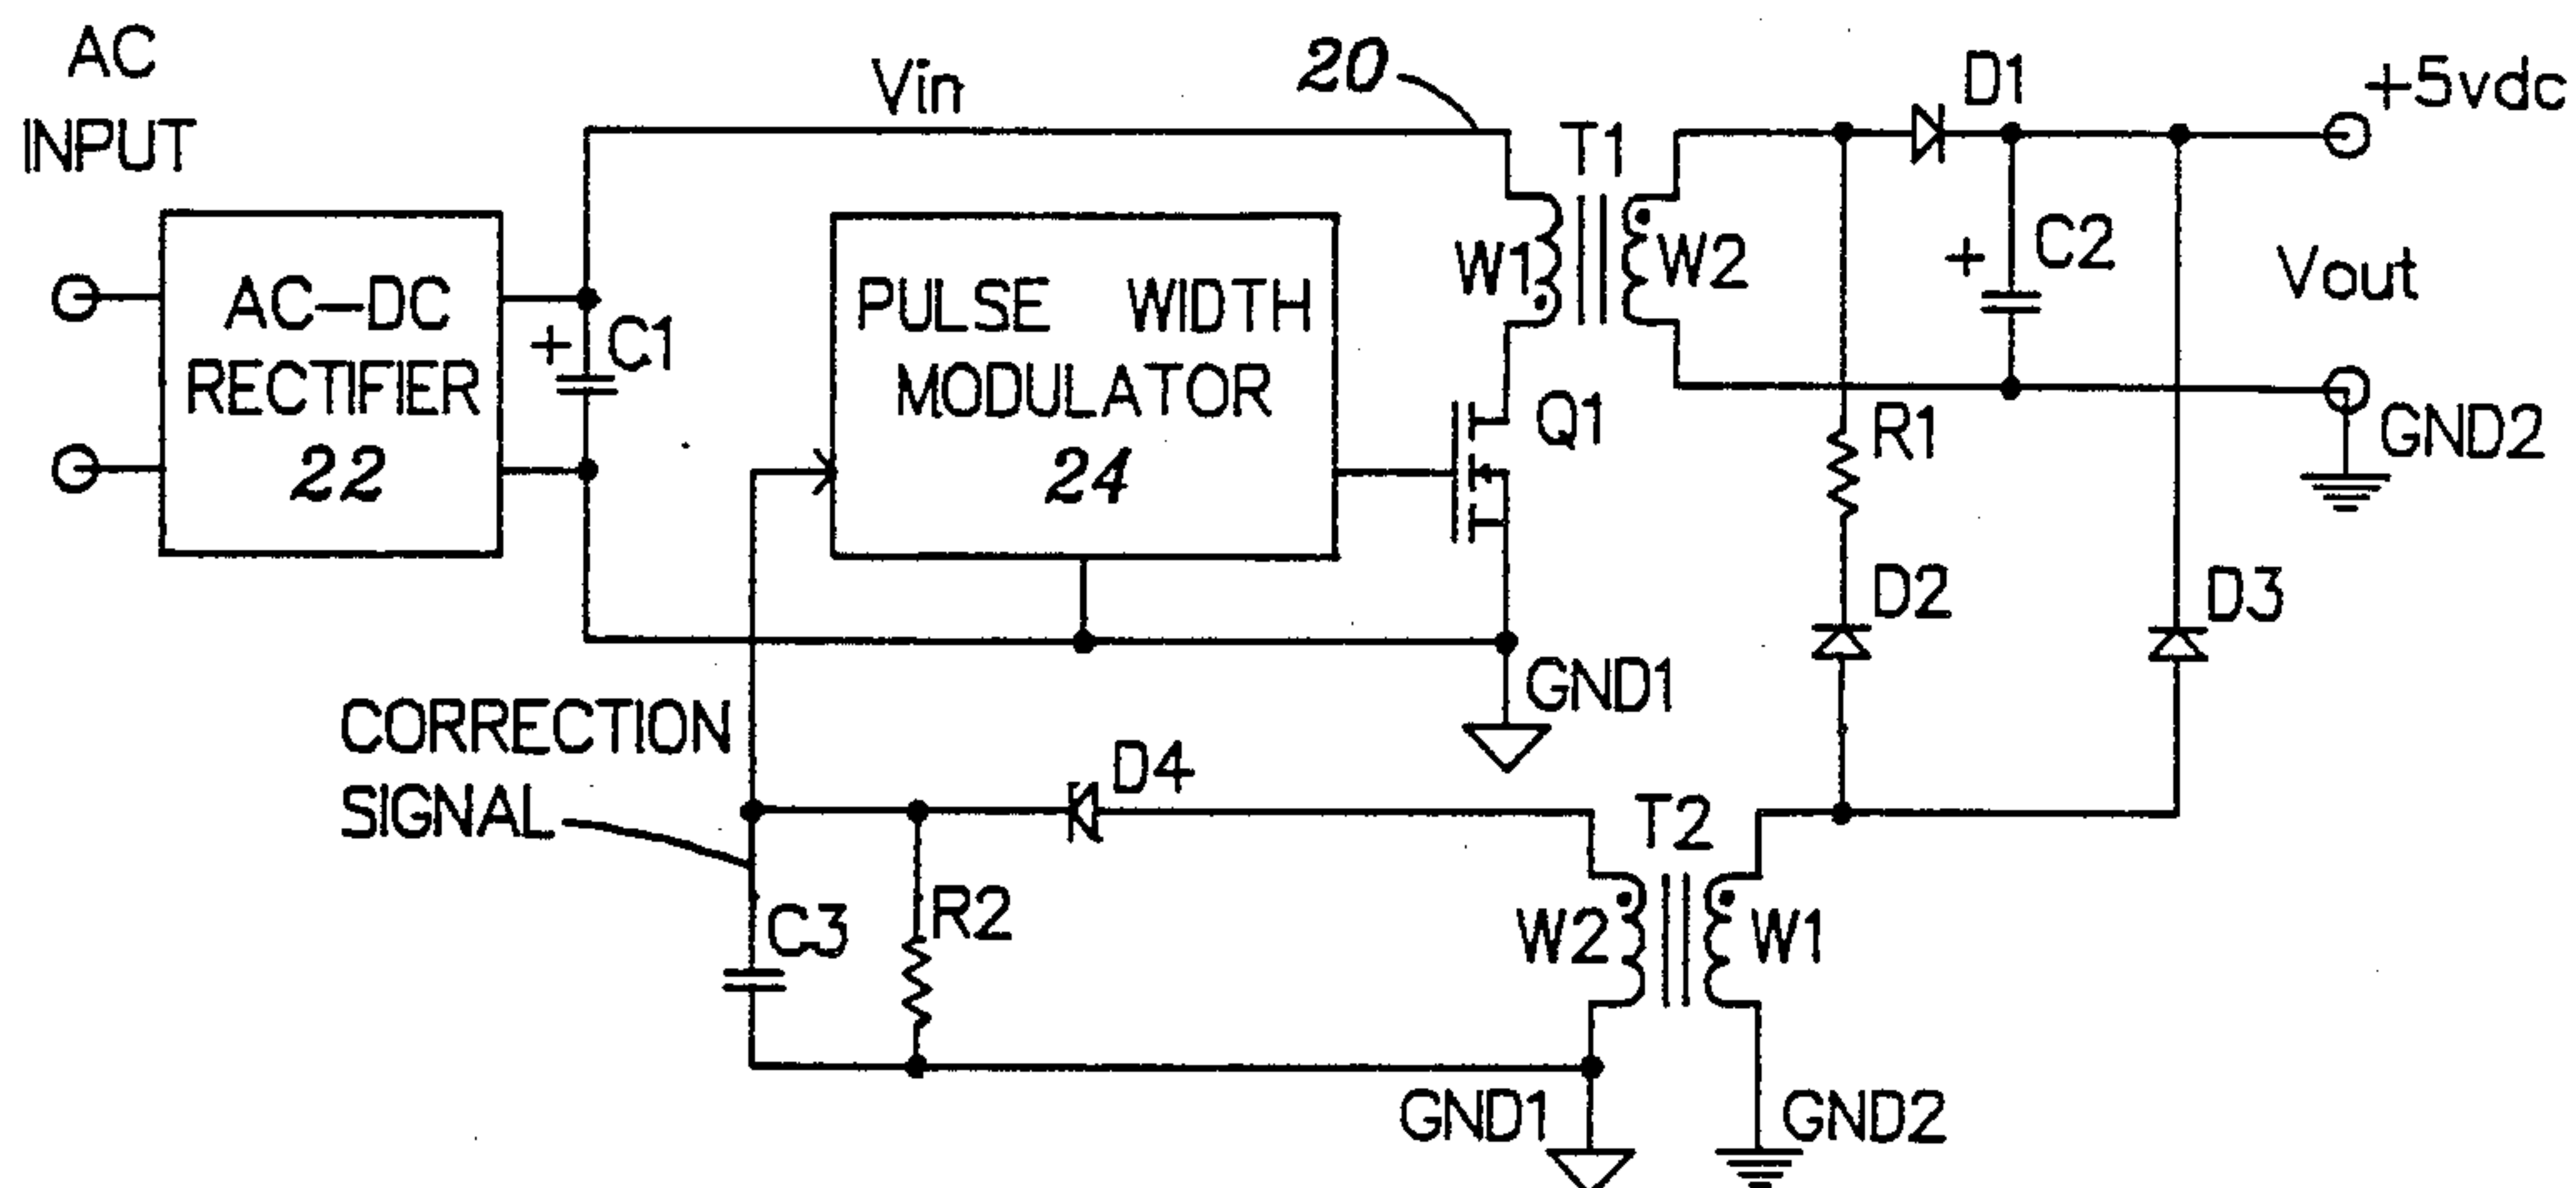 AC
INPUT
Vin
20
T1
D1
+5vdc
W1
W2
+
C2
Vout
AC-DC
RECTIFIER
22
+
C1
PULSE WIDTH
MODULATOR
24
Q1
R1
GND2
D2
D3
GND1
CORRECTION
SIGNAL
D4
T2
C3
R2
W2
W1
GND1
GND2